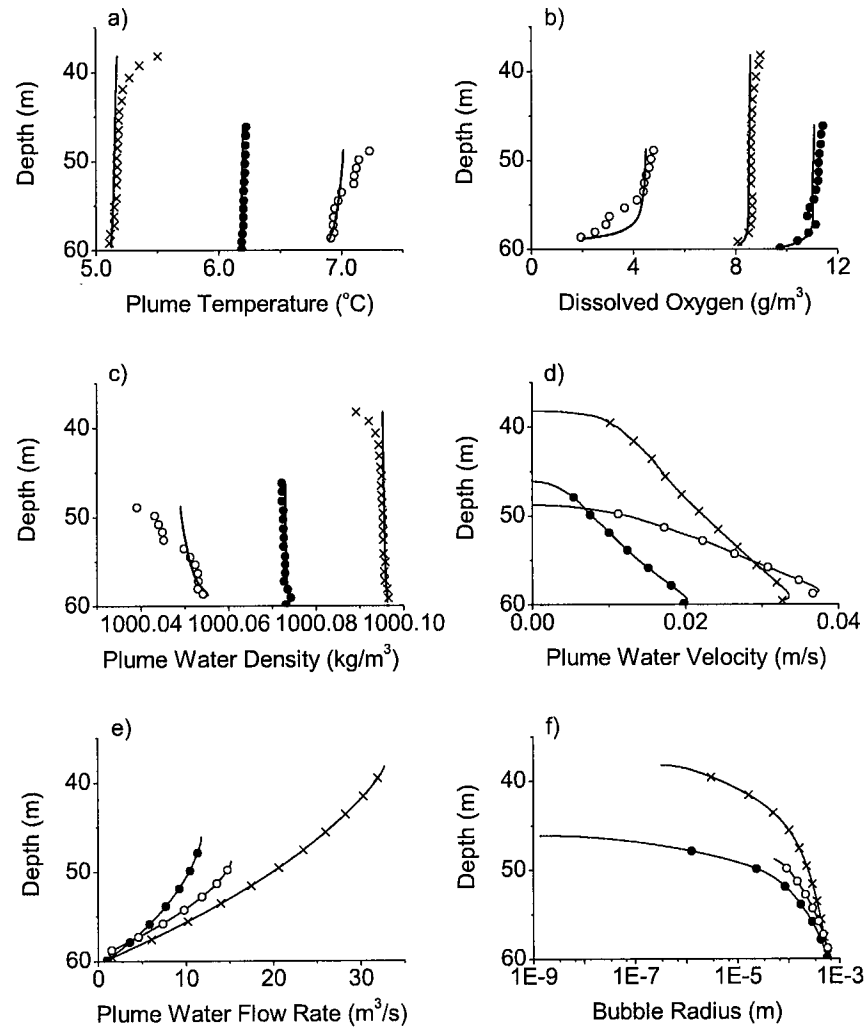 a)
40
50
60
5.0
6.0
7.0
Depth (m)
Plume Temperature (°C)
b)
40
50
60
0
4
8
12
Depth (m)
Dissolved Oxygen (g/m³)
c)
40
50
60
1000.04
1000.06
1000.08
1000.10
Depth (m)
Plume Water Density (kg/m³)
d)
40
50
60
0.00
0.02
0.04
Depth (m)
Plume Water Velocity (m/s)
e)
40
50
60
0
10
20
30
Depth (m)
Plume Water Flow Rate (m³/s)
f)
40
50
60
1E-9
1E-7
1E-5
1E-3
Depth (m)
Bubble Radius (m)